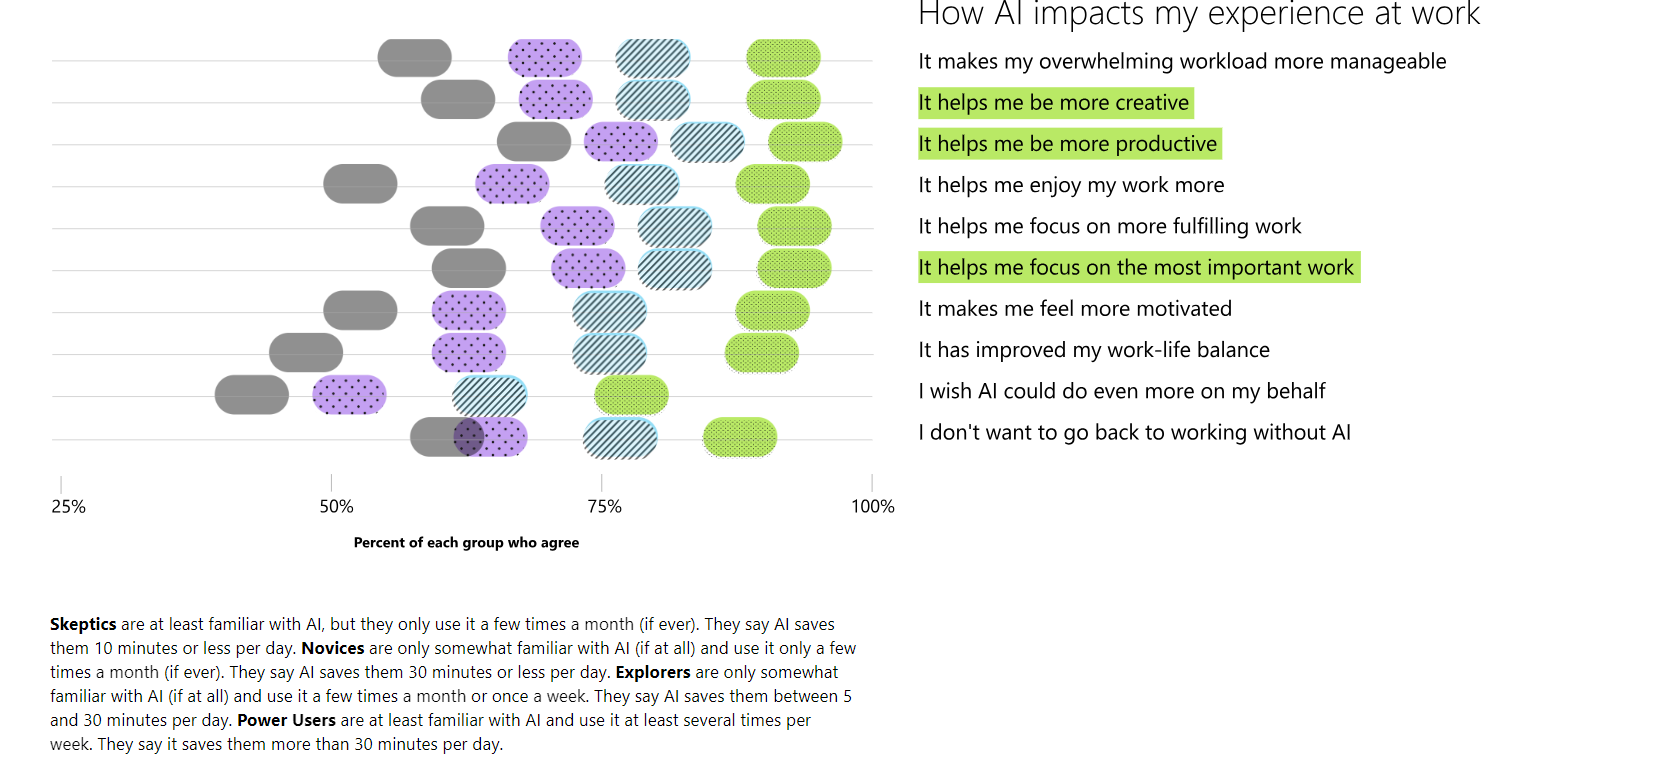 How AI impacts my experience at work
It makes my overwhelming workload more manageable
It helps me be more creative
It helps me be more productive
It helps me enjoy my work more
It helps me focus on more fulfilling work
It helps me focus on the most important work
It makes me feel more motivated
It has improved my work-life balance
I wish AI could do even more on my behalf
I don't want to go back to working without AI
25% 50% 75% 100%
Percent of each group who agree
Skeptics are at least familiar with AI, but they only use it a few times a month (if ever). They say AI saves
them 10 minutes or less per day. Novices are only somewhat familiar with AI (if at all) and use it only a few
times a month (if ever). They say AI saves them 30 minutes or less per day. Explorers are only somewhat
familiar with AI (if at all) and use it a few times a month or once a week. They say AI saves them between 5
and 30 minutes per day. Power Users are at least familiar with AI and use it at least several times per
week. They say it saves them more than 30 minutes per day.